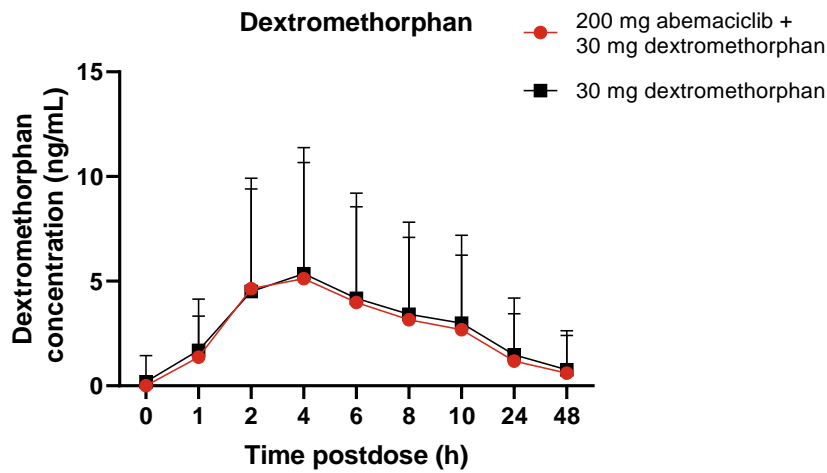 Dextromethorphan
200 mg abemaciclib +
30 mg dextromethorphan
30 mg dextromethorphan
Dextromethorphan
concentration (ng/mL)
15
10
5
0
0 1 2 4 6 8 10 24 48
Time postdose (h)